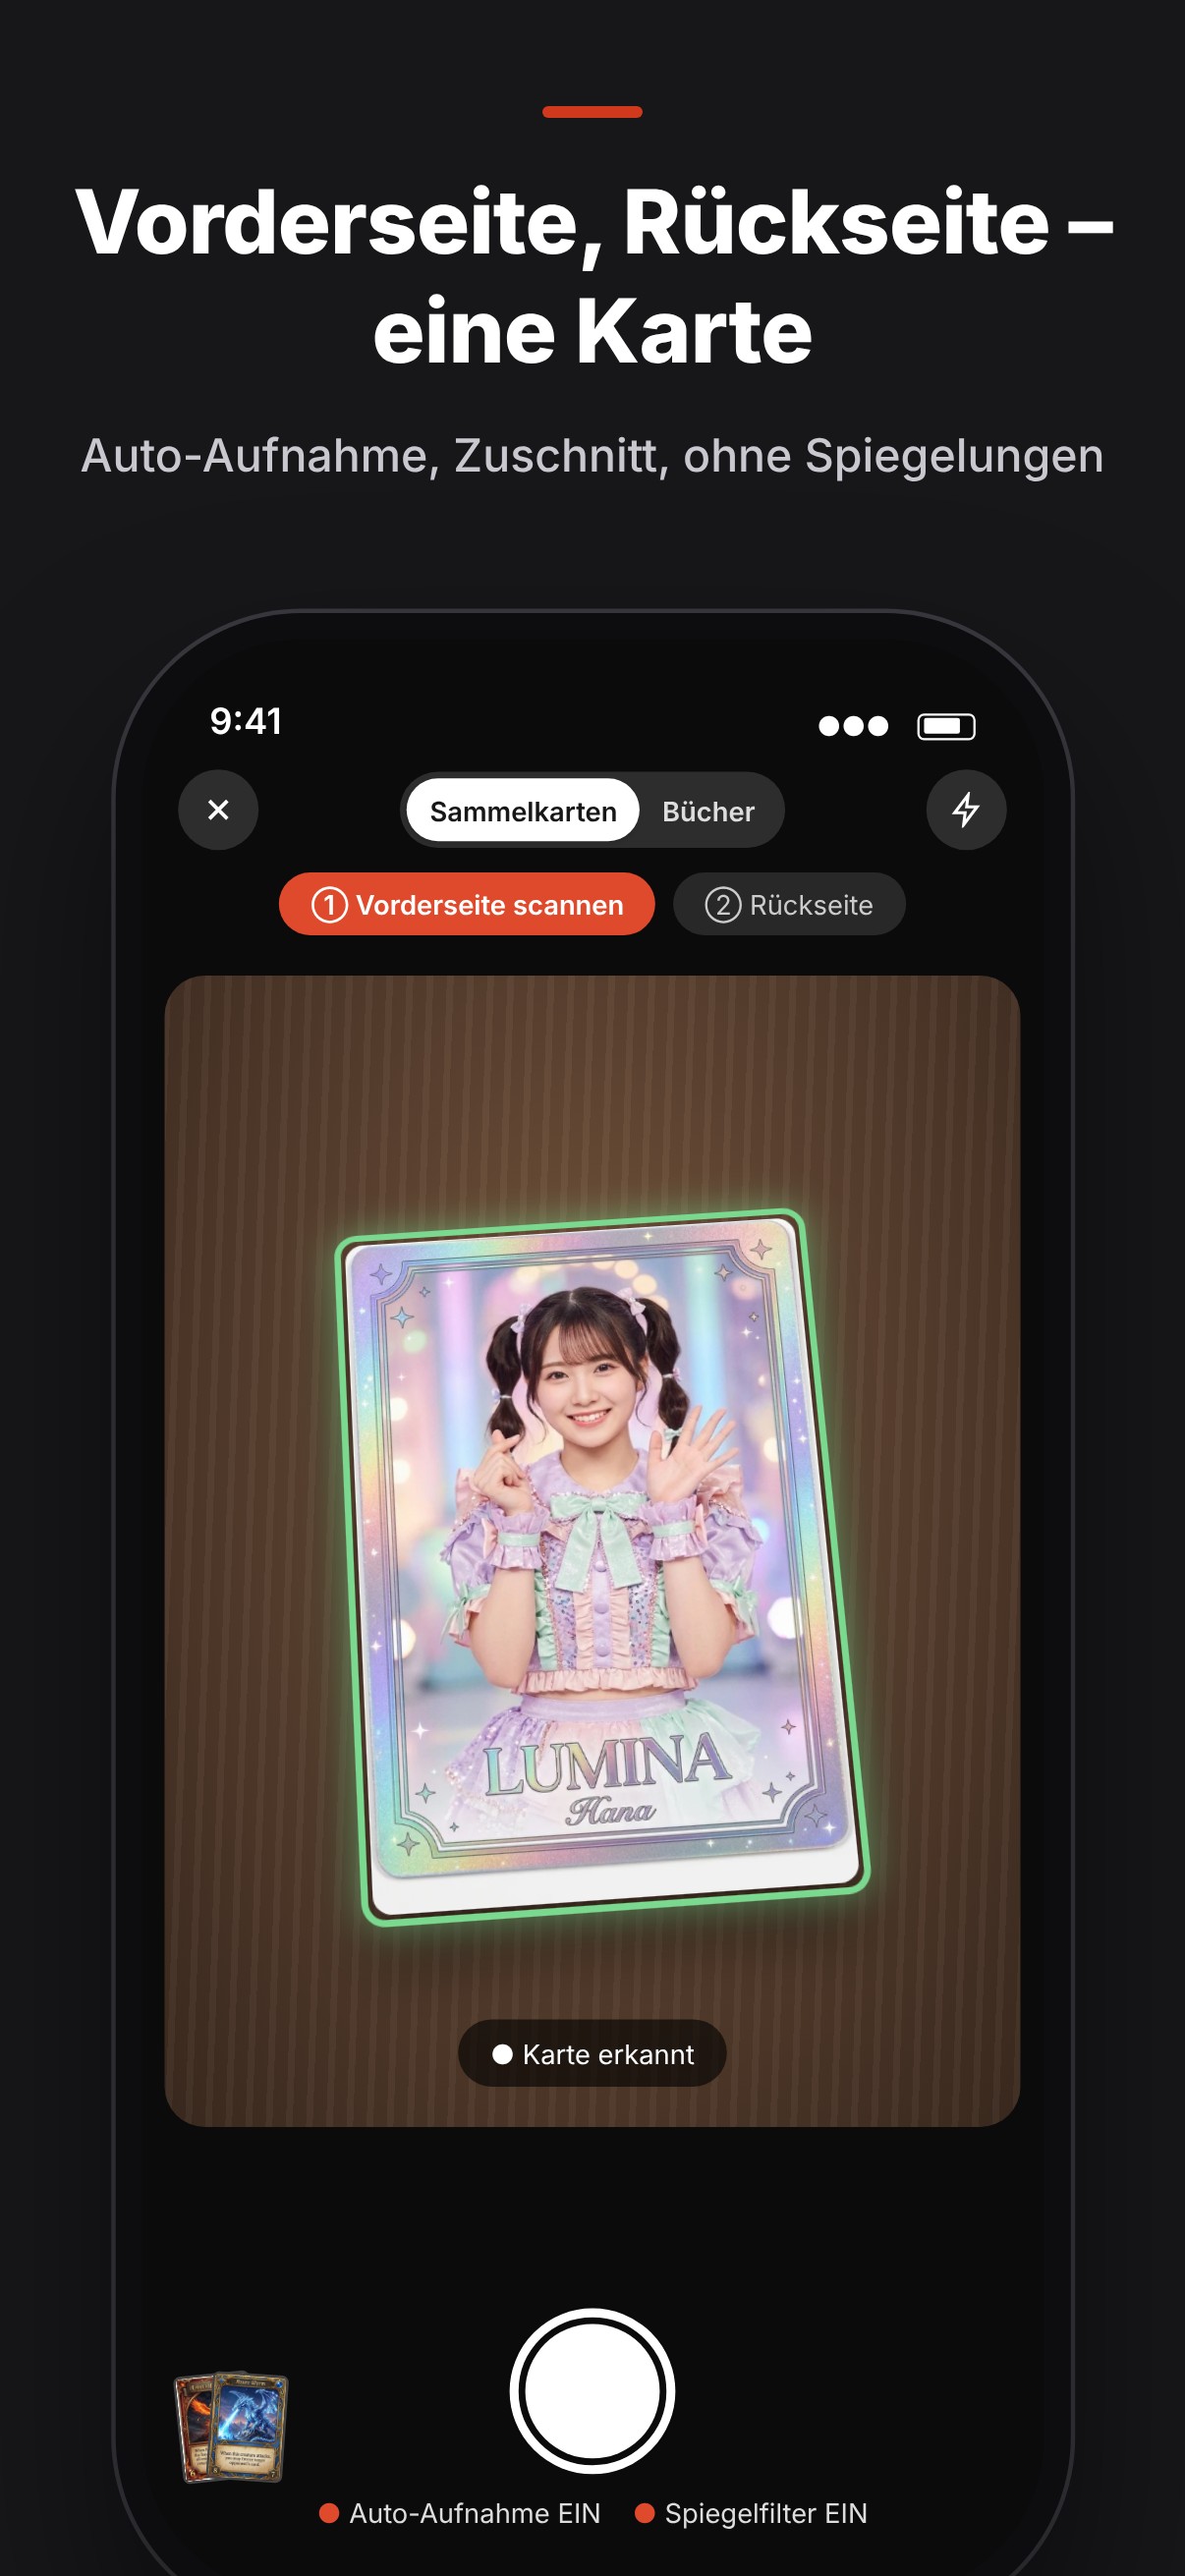 Vorderseite, Rückseite –
eine Karte
Auto-Aufnahme, Zuschnitt, ohne Spiegelungen
9:41
Sammelkarten Bücher
① Vorderseite scannen ② Rückseite
LUMINA
Hana
Karte erkannt
Auto-Aufnahme EIN Spiegelfilter EIN